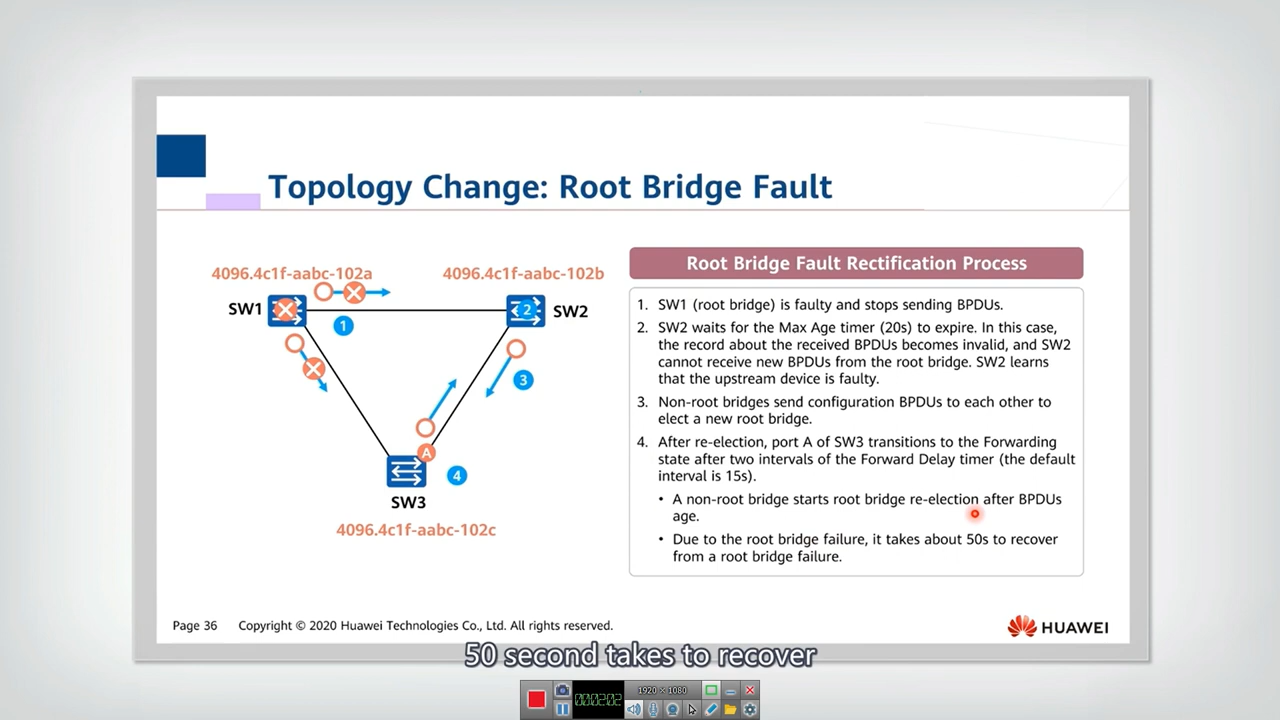 Topology Change: Root Bridge Fault
4096.4c1f-aabc-102a
4096.4c1f-aabc-102b
SW1
SW2
1
2
3
A
4
SW3
4096.4c1f-aabc-102c
Root Bridge Fault Rectification Process
1. SW1 (root bridge) is faulty and stops sending BPDUs.
2. SW2 waits for the Max Age timer (20s) to expire. In this case,
the record about the received BPDUs becomes invalid, and SW2
cannot receive new BPDUs from the root bridge. SW2 learns
that the upstream device is faulty.
3. Non-root bridges send configuration BPDUs to each other to
elect a new root bridge.
4. After re-election, port A of SW3 transitions to the Forwarding
state after two intervals of the Forward Delay timer (the default
interval is 15s).
• A non-root bridge starts root bridge re-election after BPDUs
age.
• Due to the root bridge failure, it takes about 50s to recover
from a root bridge failure.
Page 36 Copyright © 2020 Huawei Technologies Co., Ltd. All rights reserved.
HUAWEI
50 second takes to recover
000202
1920 × 1080